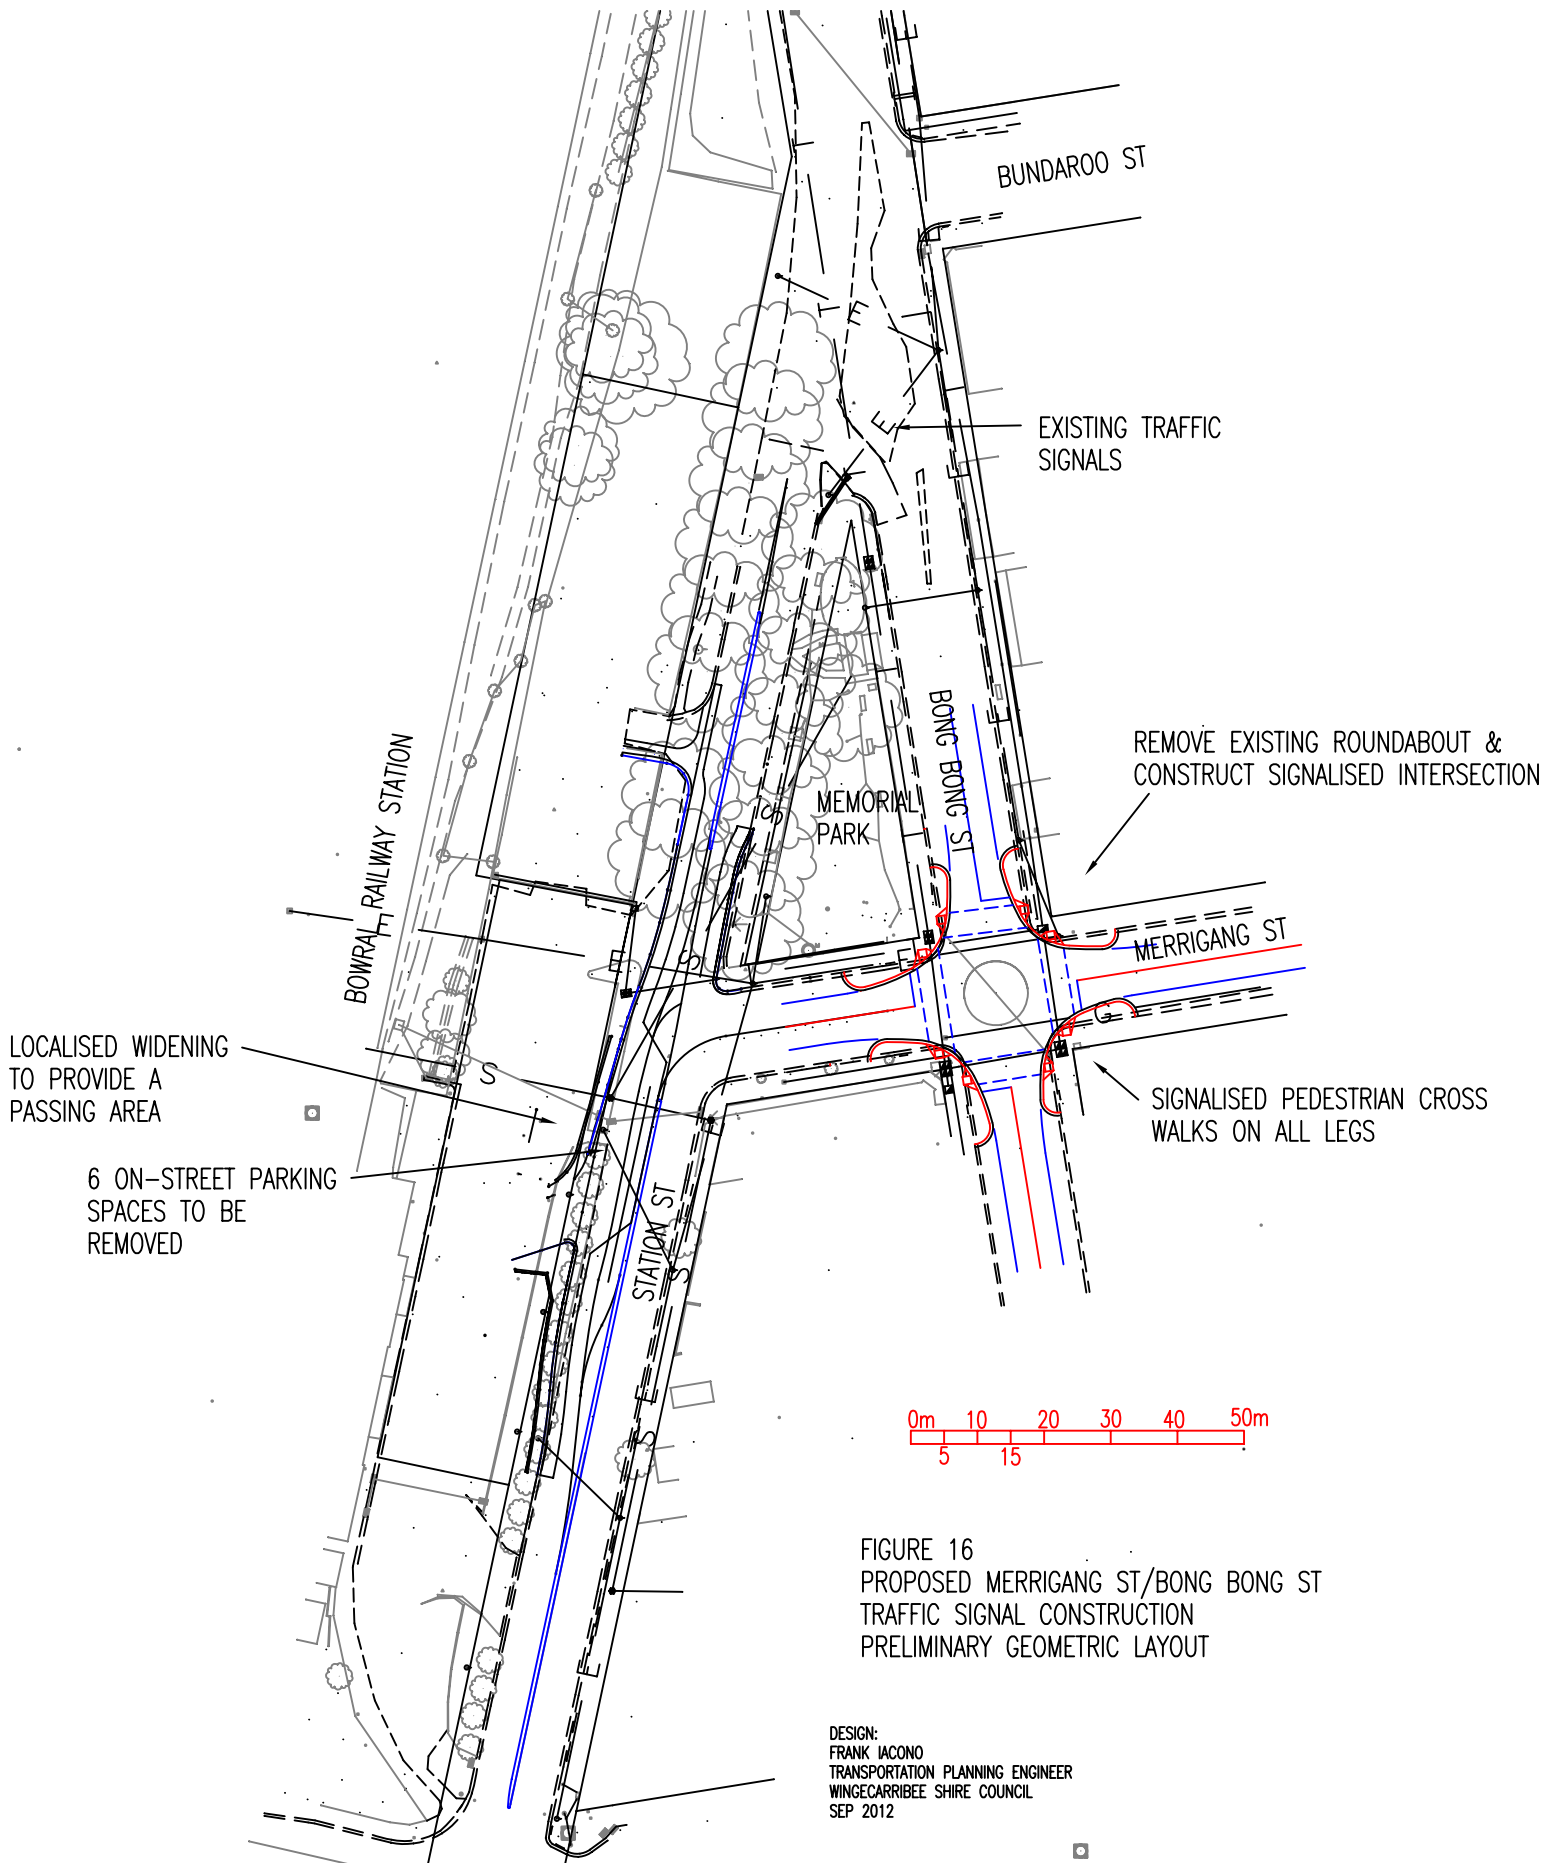 BUNDAROO ST
EXISTING TRAFFIC
SIGNALS
BONG BONG ST
REMOVE EXISTING ROUNDABOUT &
CONSTRUCT SIGNALISED INTERSECTION
MEMORIAL
PARK
BOWRAL RAILWAY STATION
MERRIGANG ST
LOCALISED WIDENING
TO PROVIDE A
PASSING AREA
SIGNALISED PEDESTRIAN CROSS
WALKS ON ALL LEGS
6 ON-STREET PARKING
SPACES TO BE
REMOVED
STATION ST
0m 10 20 30 40 50m
5 15
FIGURE 16
PROPOSED MERRIGANG ST/BONG BONG ST
TRAFFIC SIGNAL CONSTRUCTION
PRELIMINARY GEOMETRIC LAYOUT
DESIGN:
FRANK IACONO
TRANSPORTATION PLANNING ENGINEER
WINGECARRIBEE SHIRE COUNCIL
SEP 2012